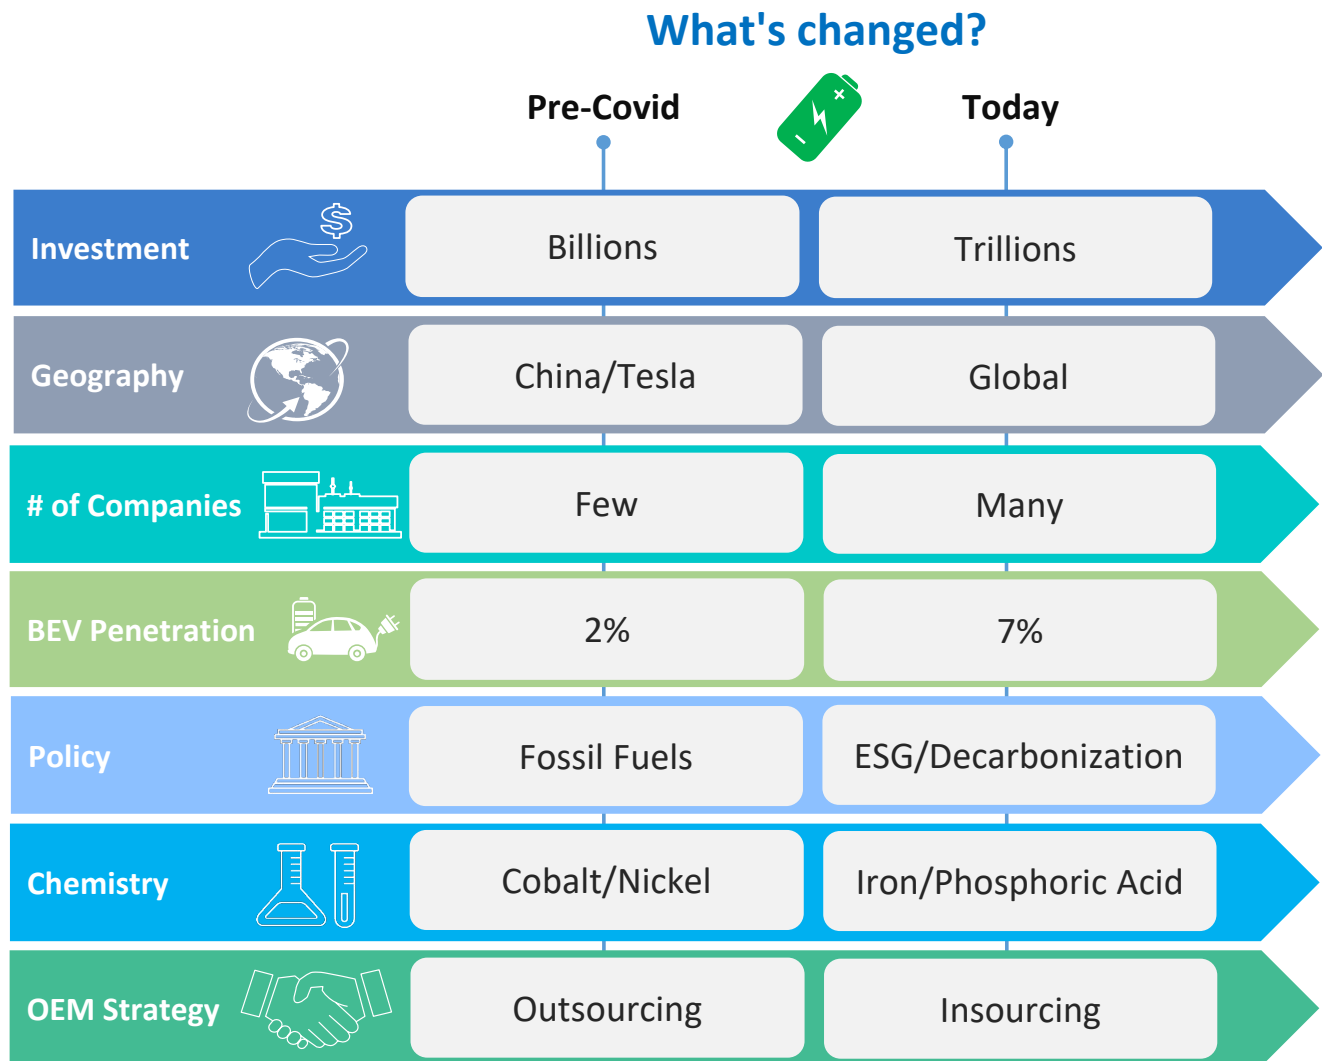 What's changed?
Pre-Covid
Today
Investment
$
Billions
Trillions
Geography
China/Tesla
Global
# of Companies
Few
Many
BEV Penetration
2%
7%
Policy
Fossil Fuels
ESG/Decarbonization
Chemistry
Cobalt/Nickel
Iron/Phosphoric Acid
OEM Strategy
Outsourcing
Insourcing